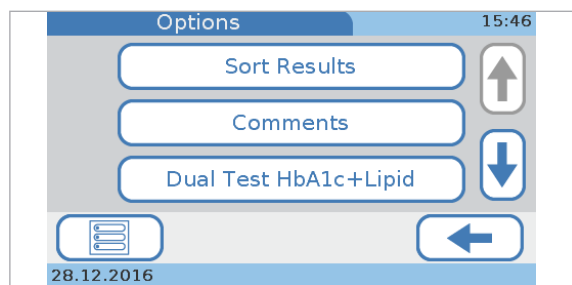 Options
15:46
Sort Results
Comments
Dual Test HbA1c+Lipid
28.12.2016